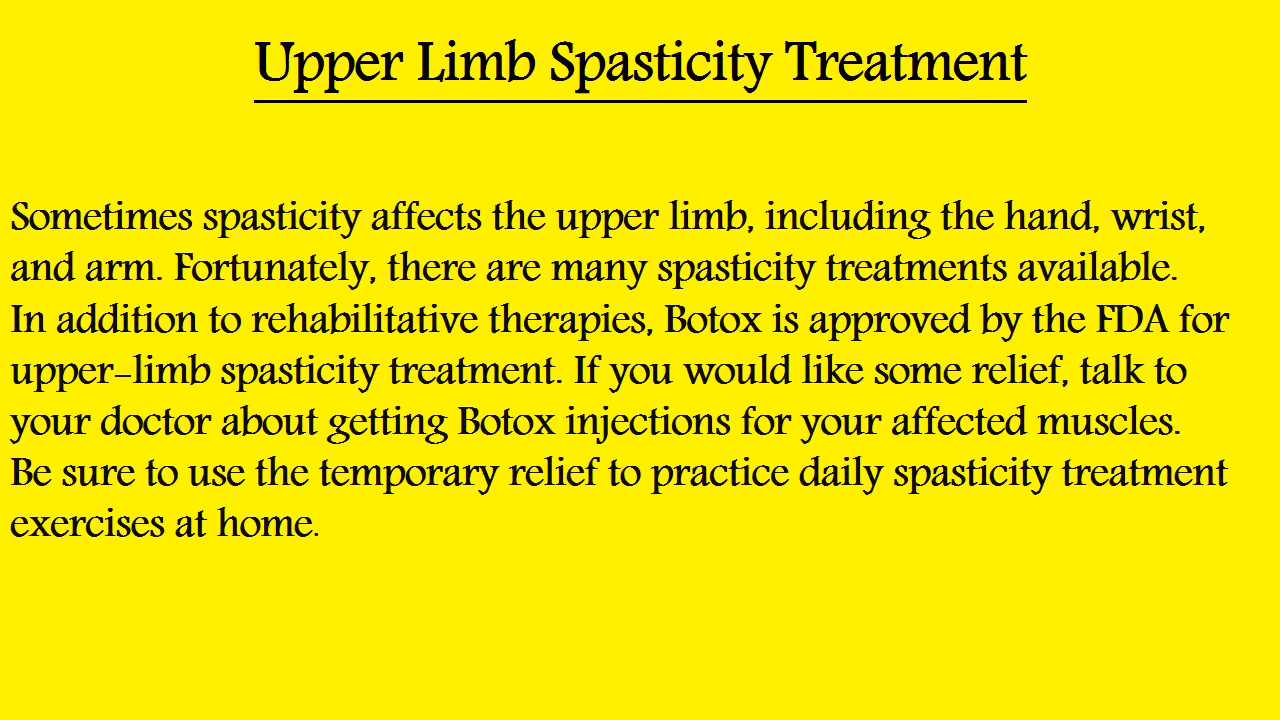 Upper Limb Spasticity Treatment
Sometimes spasticity affects the upper limb, including the hand, wrist,
and arm. Fortunately, there are many spasticity treatments available.
In addition to rehabilitative therapies, Botox is approved by the FDA for
upper-limb spasticity treatment. If you would like some relief, talk to
your doctor about getting Botox injections for your affected muscles.
Be sure to use the temporary relief to practice daily spasticity treatment
exercises at home.